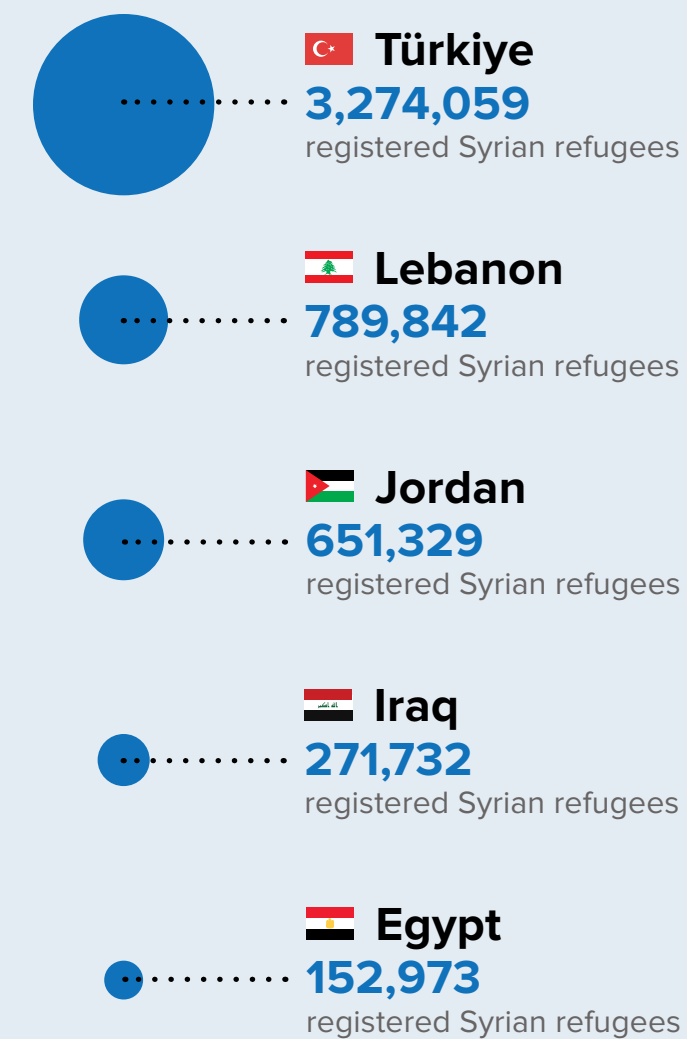 Türkiye
3,274,059
registered Syrian refugees
Lebanon
789,842
registered Syrian refugees
Jordan
651,329
registered Syrian refugees
Iraq
271,732
registered Syrian refugees
Egypt
152,973
registered Syrian refugees